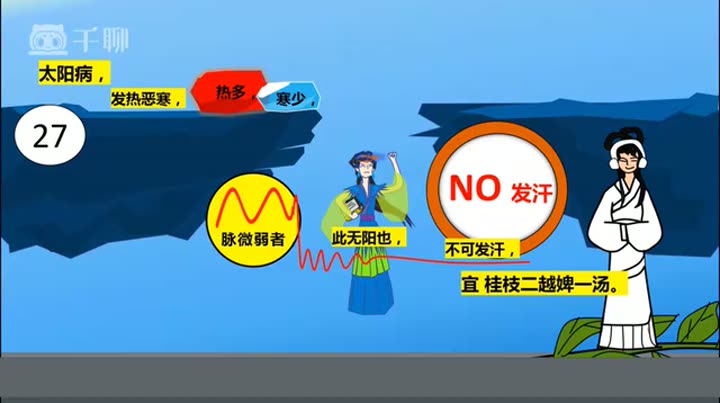 千聊
太阳病，
发热恶寒，
热多，
寒少，
27
脉微弱者
此无阳也，
NO 发汗
不可发汗，
宜 桂枝二越婢一汤。